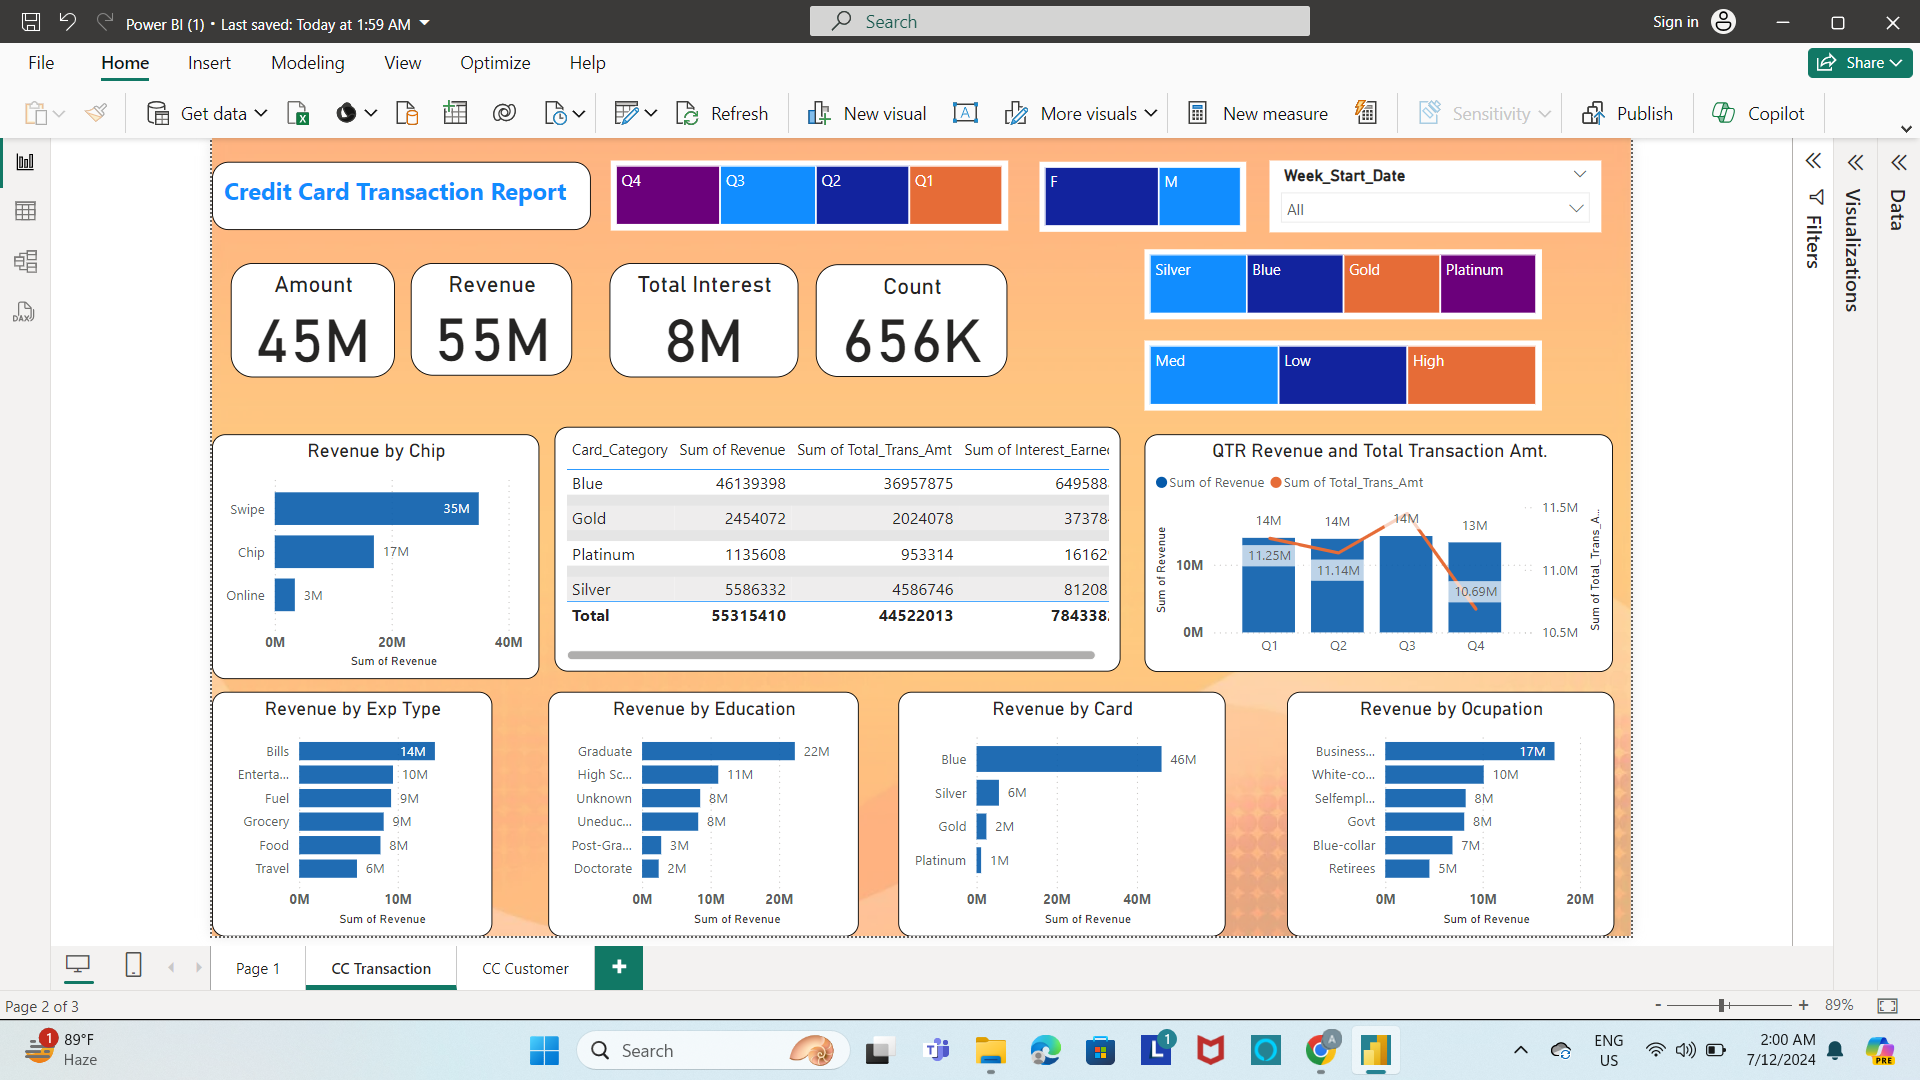 Power BI (1) • Last saved: Today at 1:59 AM
Search
Sign in
File Home Insert Modeling View Optimize Help
Share
Get data
Refresh
New visual
A
More visuals
New measure
Sensitivity
Publish
Copilot
DAX
Credit Card Transaction Report
Q4 Q3 Q2 Q1
F M
Week_Start_Date
All
Silver Blue Gold Platinum
Med Low High
Amount
45M
Revenue
55M
Total Interest
8M
Count
656K
Filters
Visualizations
Data
Revenue by Chip
Swipe 35M
Chip 17M
Online 3M
0M 20M 40M
Sum of Revenue
Card_Category Sum of Revenue Sum of Total_Trans_Amt Sum of Interest_Earned
Blue 46139398 36957875 649588
Gold 2454072 2024078 37378
Platinum 1135608 953314 16162
Silver 5586332 4586746 81208
Total 55315410 44522013 784338
QTR Revenue and Total Transaction Amt.
Sum of Revenue Sum of Total_Trans_Amt
14M 14M 14M 13M
11.25M 11.14M 10.69M
10M
0M
Q1 Q2 Q3 Q4
11.5M
11.0M
10.5M
Sum of Revenue
Sum of Total_Trans_A...
Revenue by Exp Type
Bills 14M
Enterta... 10M
Fuel 9M
Grocery 9M
Food 8M
Travel 6M
0M 10M
Sum of Revenue
Revenue by Education
Graduate 22M
High Sc... 11M
Unknown 8M
Uneduc... 8M
Post-Gra... 3M
Doctorate 2M
0M 10M 20M
Sum of Revenue
Revenue by Card
Blue 46M
Silver 6M
Gold 2M
Platinum 1M
0M 20M 40M
Sum of Revenue
Revenue by Ocupation
Business... 17M
White-co... 10M
Selfempl... 8M
Govt 8M
Blue-collar 7M
Retirees 5M
0M 10M 20M
Sum of Revenue
Page 1
CC Transaction
CC Customer
+
Page 2 of 3
- + 89%
1
89°F
Haze
Search
1
A
ENG
US
2:00 AM
7/12/2024
PRE